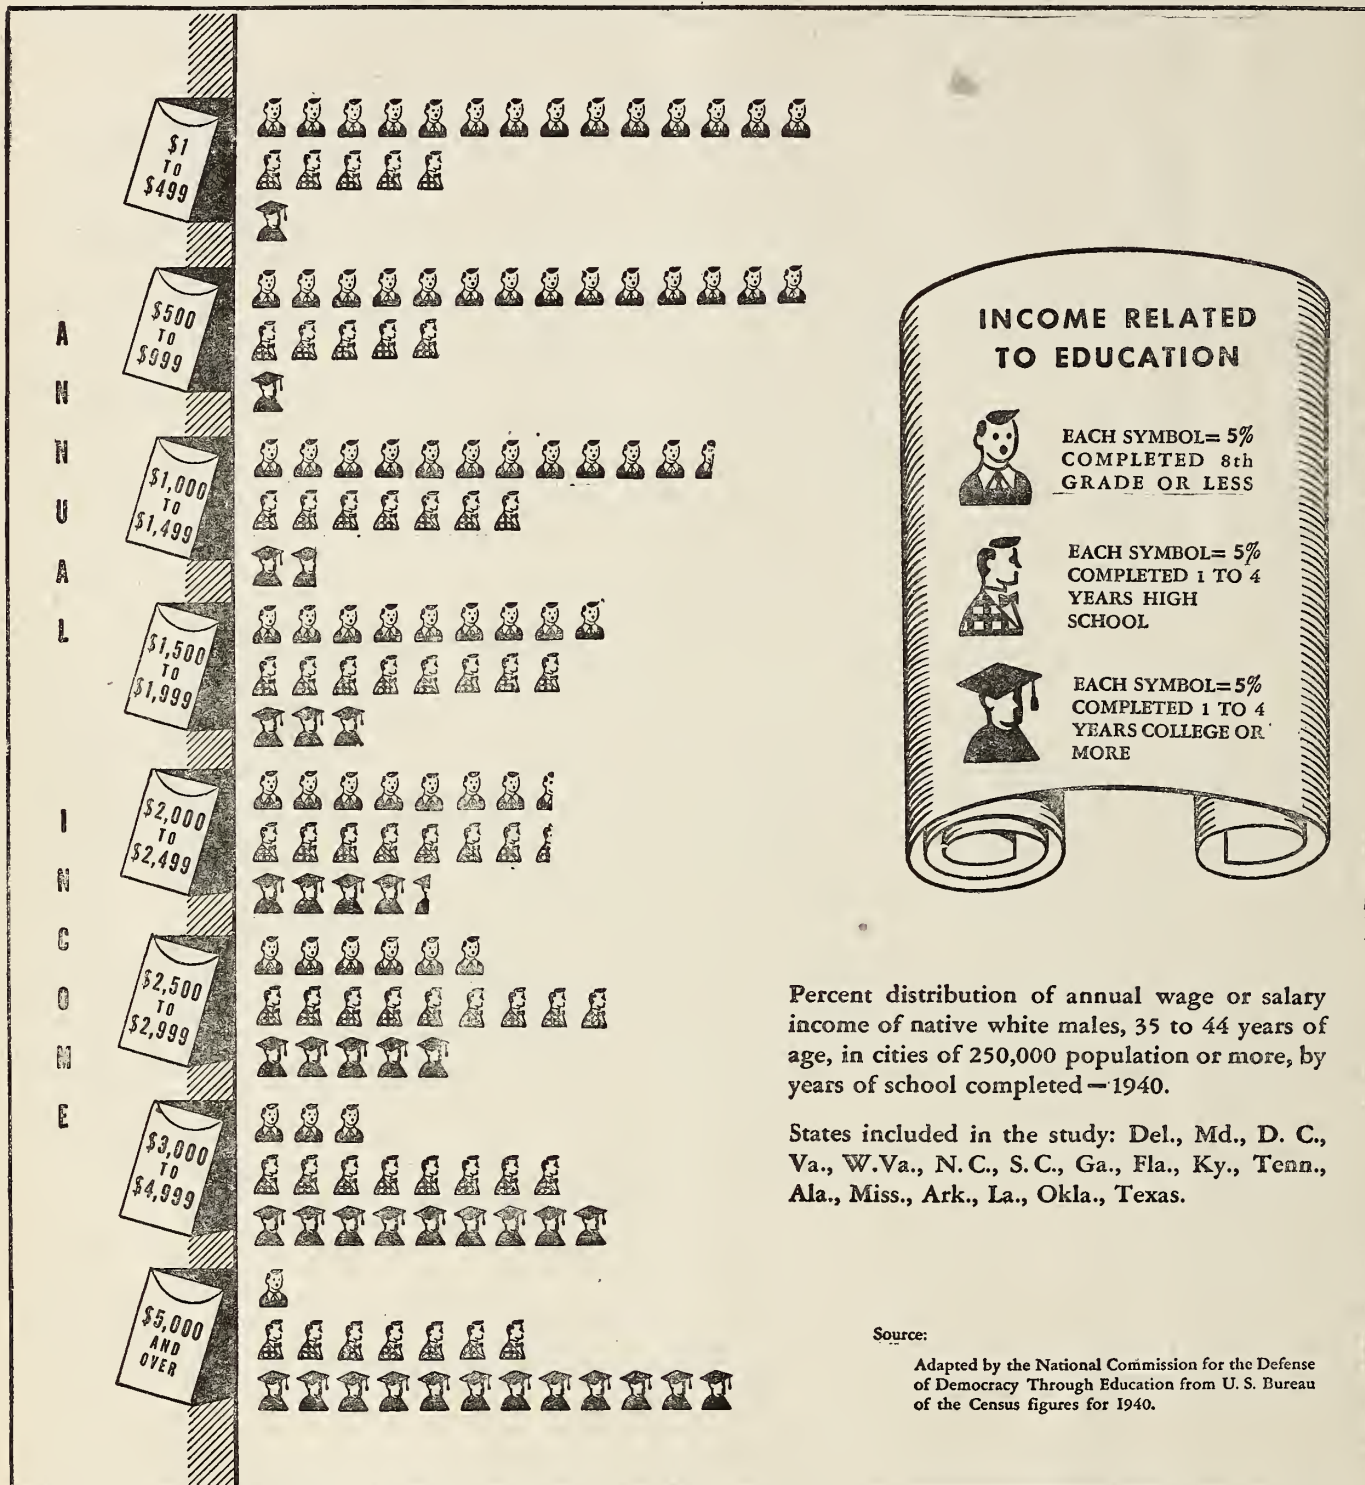 ANNUAL INCOME
$1
TO
$499
$500
TO
$999
$1,000
TO
$1,499
$1,500
TO
$1,999
$2,000
TO
$2,499
$2,500
TO
$2,999
$3,000
TO
$4,999
$5,000
AND
OVER
INCOME RELATED
TO EDUCATION
EACH SYMBOL= 5%
COMPLETED 8th
GRADE OR LESS
EACH SYMBOL= 5%
COMPLETED 1 TO 4
YEARS HIGH
SCHOOL
EACH SYMBOL= 5%
COMPLETED 1 TO 4
YEARS COLLEGE OR
MORE
Percent distribution of annual wage or salary
income of native white males, 35 to 44 years of
age, in cities of 250,000 population or more, by
years of school completed — 1940.
States included in the study: Del., Md., D. C.,
Va., W.Va., N. C., S. C., Ga., Fla., Ky., Tenn.,
Ala., Miss., Ark., La., Okla., Texas.
Source:
Adapted by the National Commission for the Defense
of Democracy Through Education from U. S. Bureau
of the Census figures for 1940.